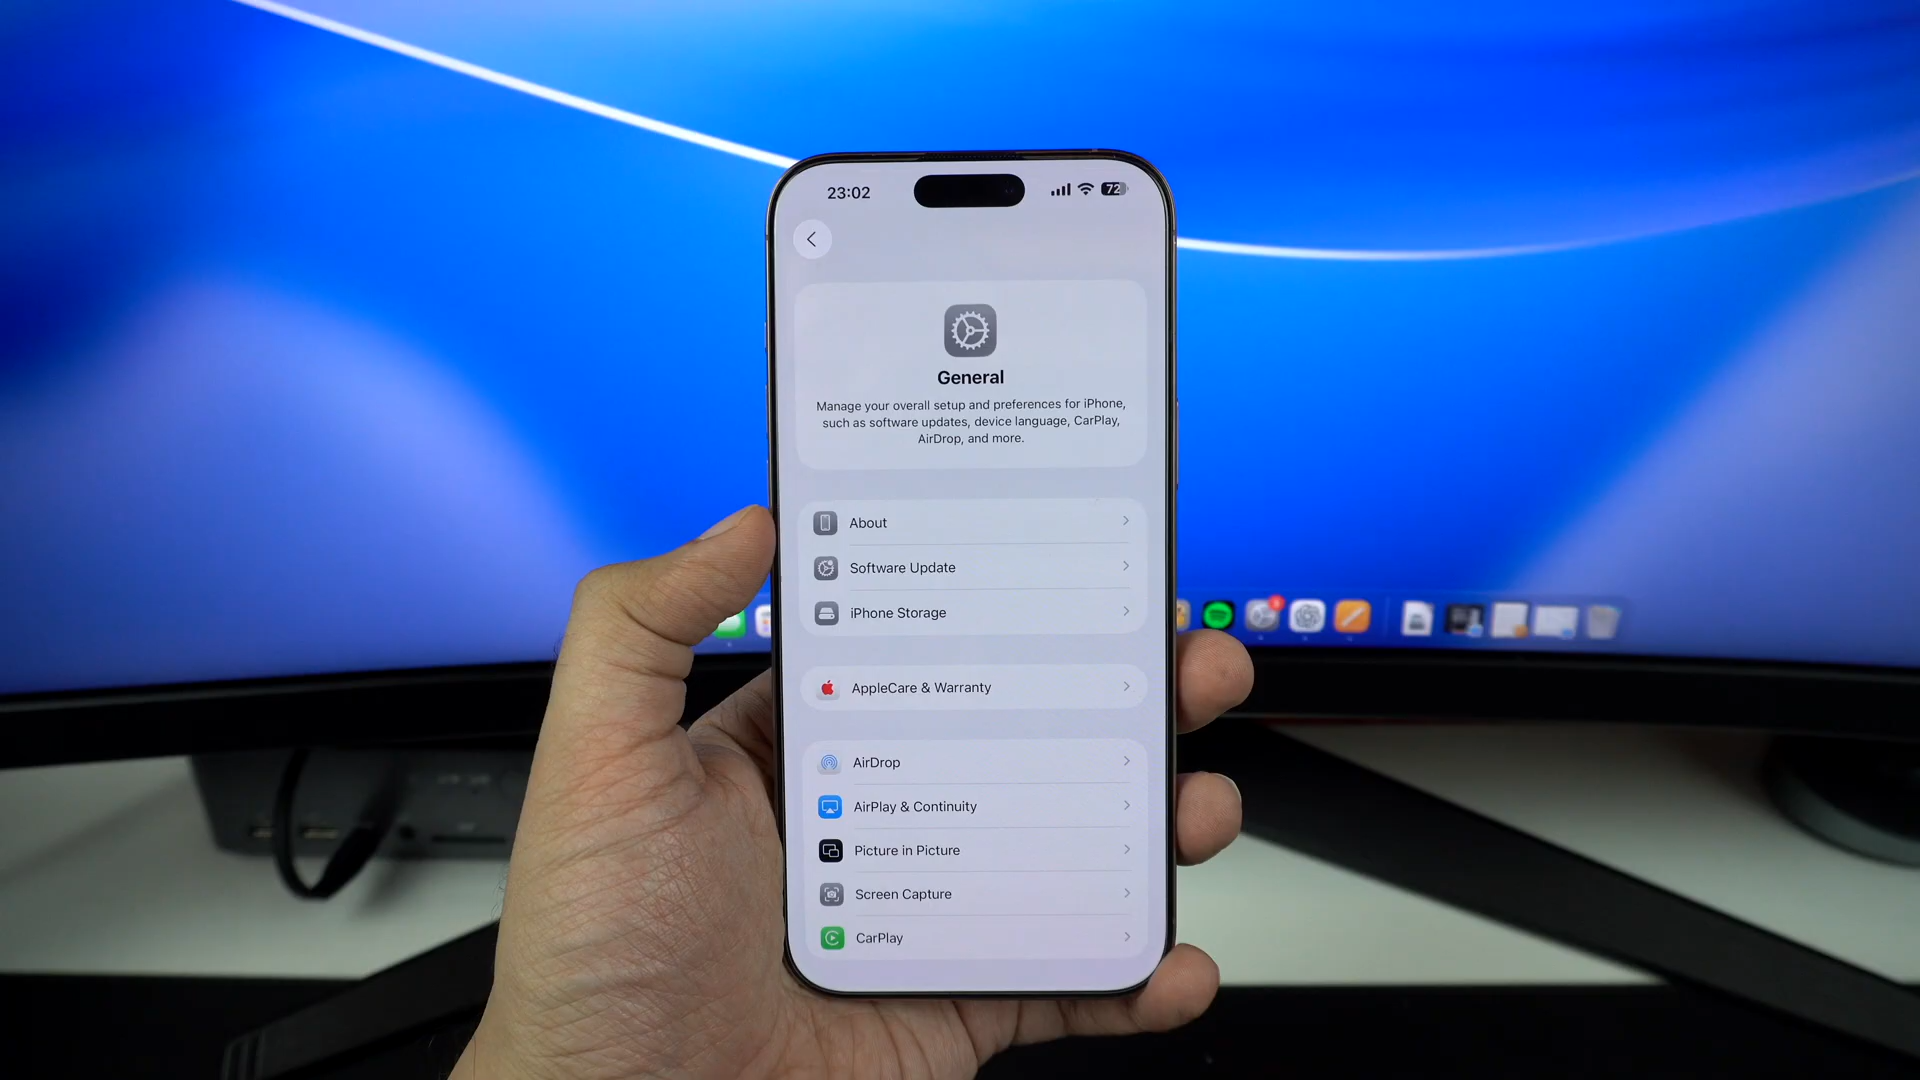 23:02
72
General
Manage your overall setup and preferences for iPhone,
such as software updates, device language, CarPlay,
AirDrop, and more.
About
Software Update
iPhone Storage
AppleCare & Warranty
AirDrop
AirPlay & Continuity
Picture in Picture
Screen Capture
CarPlay